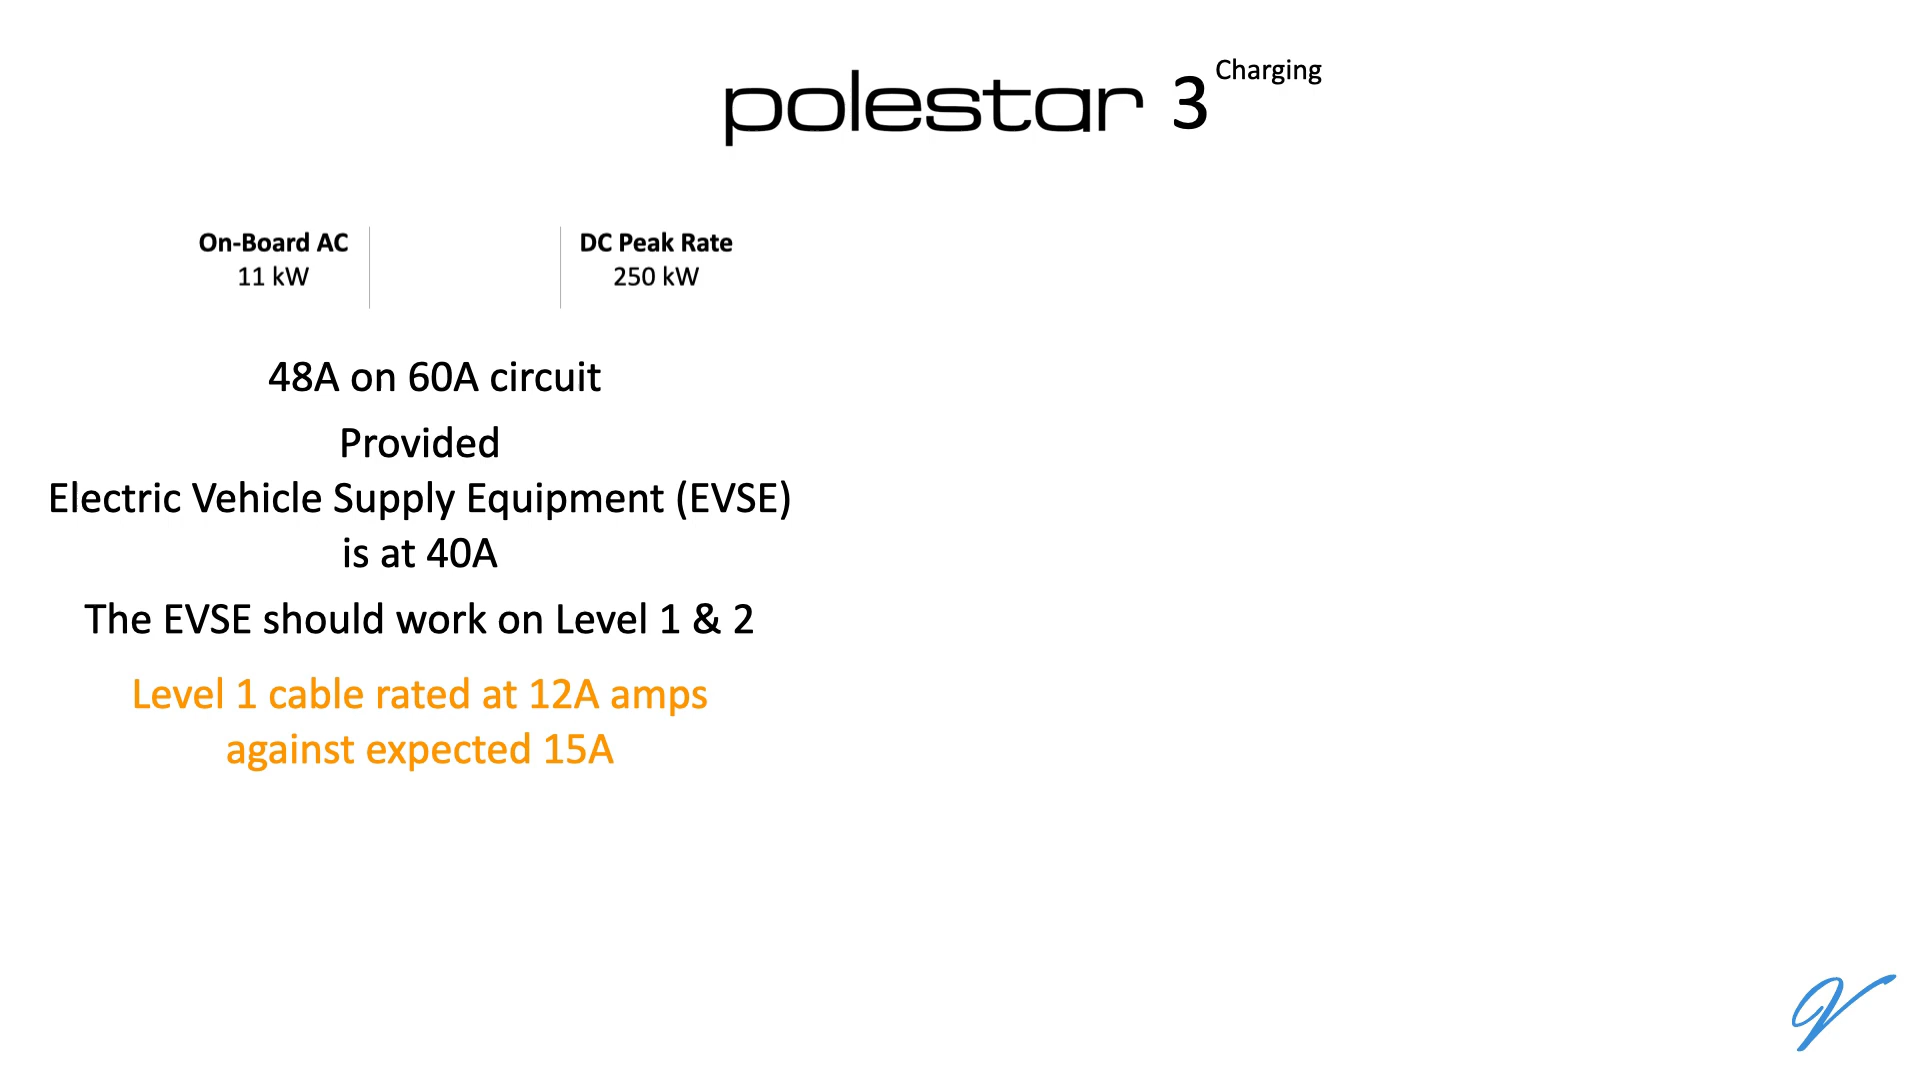 polestar 3 Charging
On-Board AC
11 kW
DC Peak Rate
250 kW
48A on 60A circuit
Provided
Electric Vehicle Supply Equipment (EVSE)
is at 40A
The EVSE should work on Level 1 & 2
Level 1 cable rated at 12A amps
against expected 15A
V